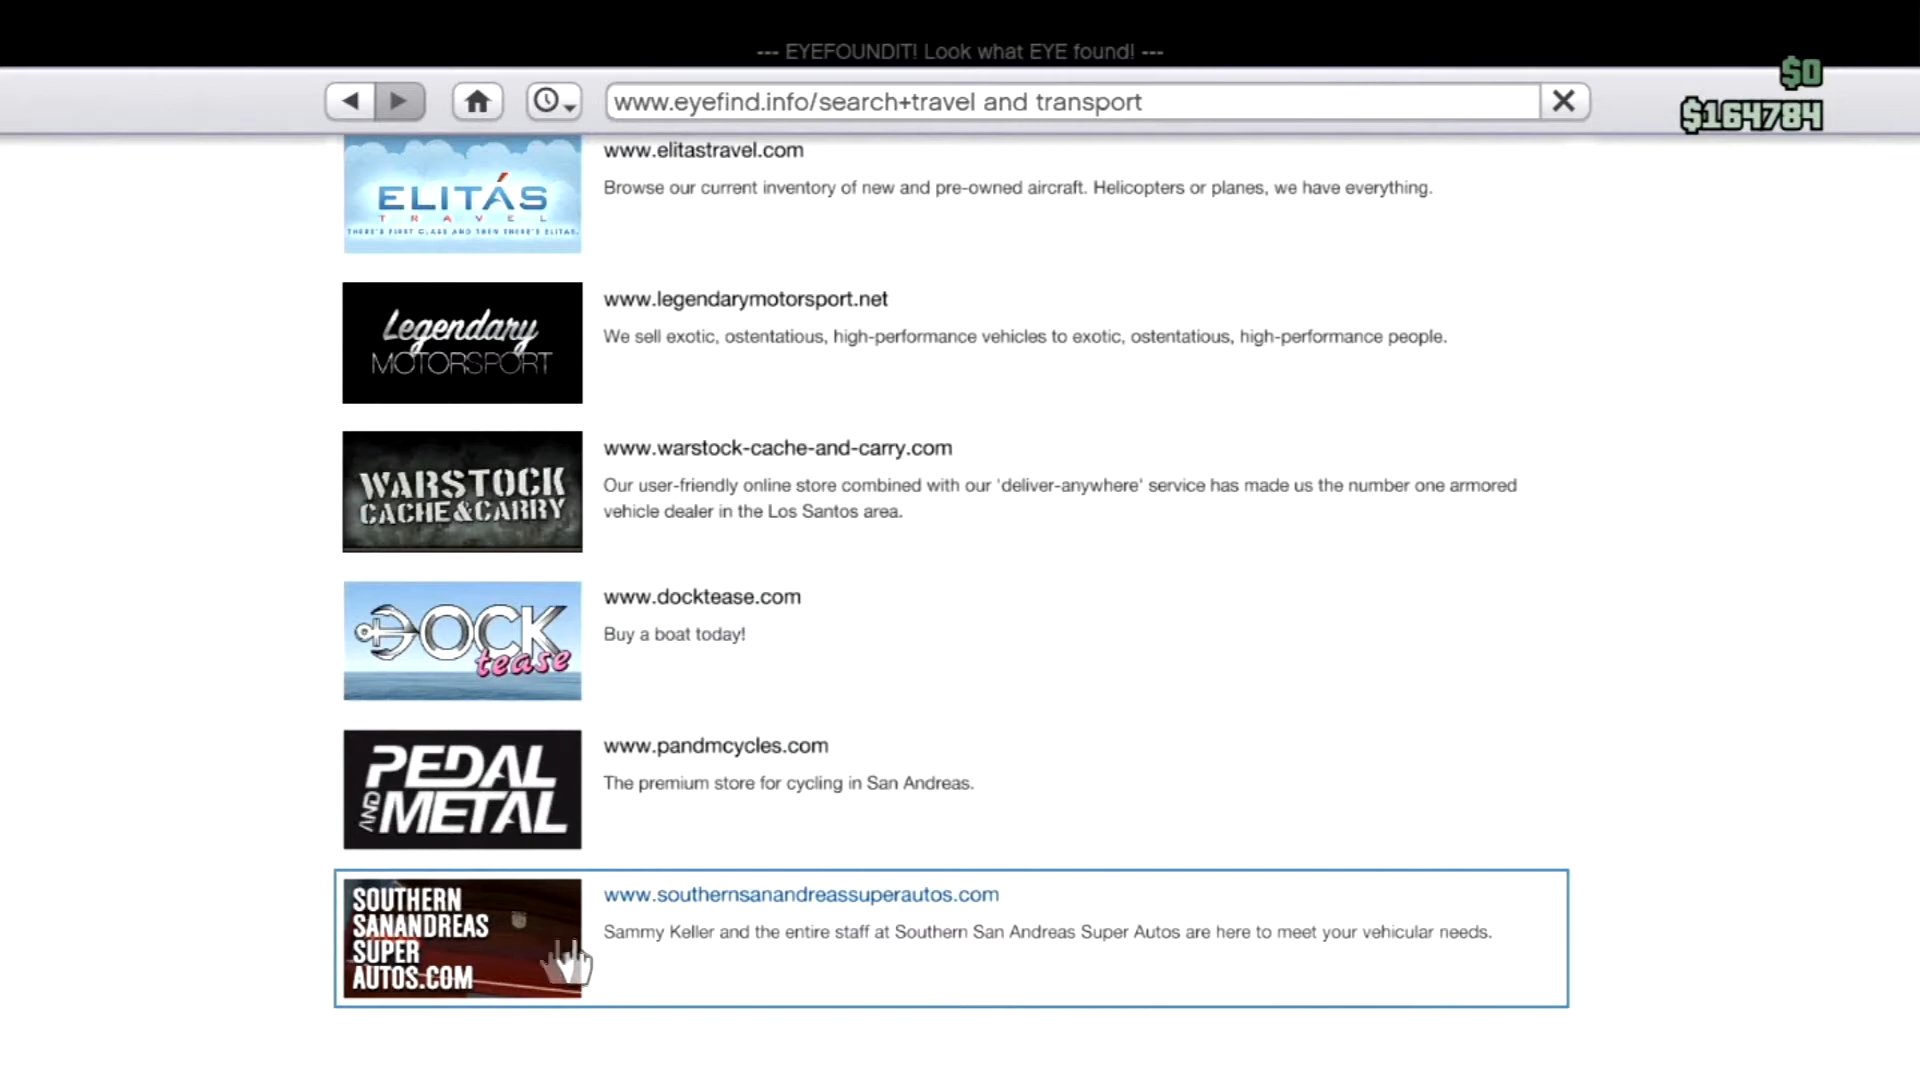 --- EYEFOUNDIT! Look what EYE found! ---
$0
www.eyefind.info/search+travel and transport
$164784
ELITÁS
TRAVEL
THERE'S FIRST CLASS AND THEN THERE'S ELITAS.
www.elitastravel.com
Browse our current inventory of new and pre-owned aircraft. Helicopters or planes, we have everything.
Legendary
MOTORSPORT
www.legendarymotorsport.net
We sell exotic, ostentatious, high-performance vehicles to exotic, ostentatious, high-performance people.
WARSTOCK
CACHE&CARRY
www.warstock-cache-and-carry.com
Our user-friendly online store combined with our 'deliver-anywhere' service has made us the number one armored
vehicle dealer in the Los Santos area.
DOCK
tease
www.docktease.com
Buy a boat today!
PEDAL
AND METAL
www.pandmcycles.com
The premium store for cycling in San Andreas.
SOUTHERN
SANANDREAS
SUPER
AUTOS.COM
www.southernsanandreassuperautos.com
Sammy Keller and the entire staff at Southern San Andreas Super Autos are here to meet your vehicular needs.